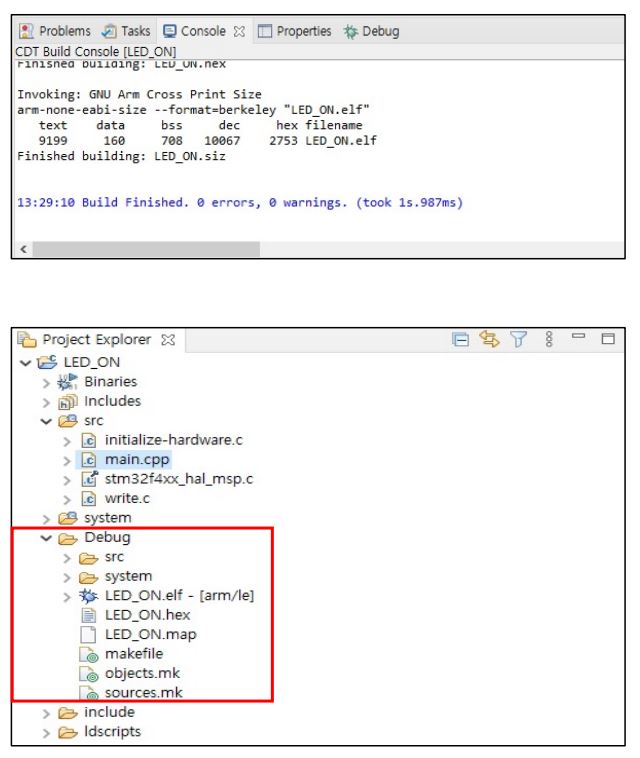 Problems Tasks Console Properties Debug
CDT Build Console [LED_ON]
Finished building: LED_ON.hex
Invoking: GNU Arm Cross Print Size
arm-none-eabi-size --format=berkeley "LED_ON.elf"
text data bss dec hex filename
9199 160 708 10067 2753 LED_ON.elf
Finished building: LED_ON.siz
13:29:10 Build Finished. 0 errors, 0 warnings. (took 1s.987ms)
Project Explorer
LED_ON
Binaries
Includes
src
initialize-hardware.c
main.cpp
stm32f4xx_hal_msp.c
write.c
system
Debug
src
system
LED_ON.elf - [arm/le]
LED_ON.hex
LED_ON.map
makefile
objects.mk
sources.mk
include
ldscripts